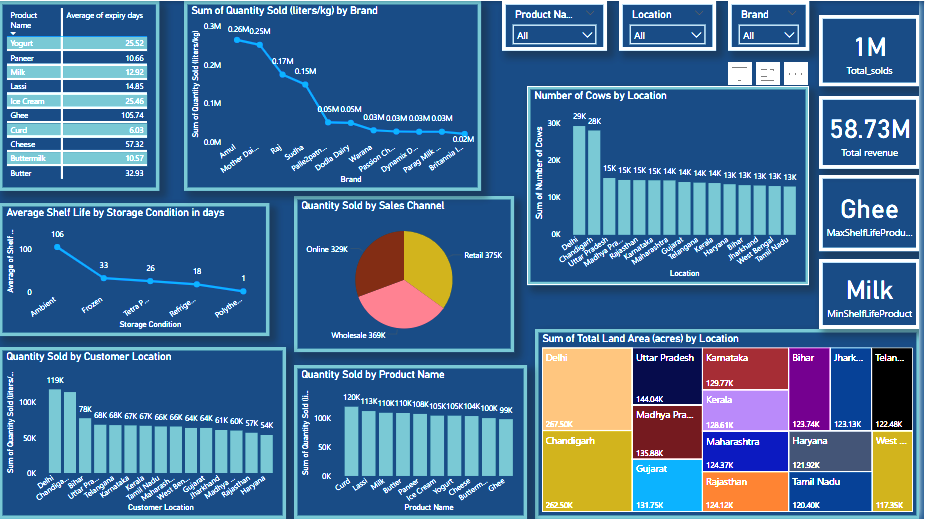 Product Name Average of expiry days
Yogurt 25.52
Paneer 10.66
Milk 12.92
Lassi 14.85
Ice Cream 25.46
Ghee 105.74
Curd 6.03
Cheese 57.32
Buttermilk 10.57
Butter 32.93
Sum of Quantity Sold (liters/kg) by Brand
Sum of Quantity Sold (liters/kg)
0.3M
0.2M
0.1M
0.0M
0.26M 0.25M 0.17M 0.15M 0.05M 0.05M 0.03M 0.03M 0.03M 0.03M 0.02M
Amul Mother Dai... Raj Sudha Dodla Dairy Warana Passion Ch... Dynamix D... Parag Milk ... Britannia I...
Brand
Product Na... Location Brand
All All All
...
1M
Total_solds
58.73M
Total revenue
Ghee
MaxShelfLifeProdu...
Milk
MinShelfLifeProduct
Number of Cows by Location
Sum of Number of Cows
30K
20K
10K
0K
29K 28K 15K 15K 15K 15K 14K 14K 14K 14K 13K 13K 13K 13K 13K
Delhi Chandigarh Uttar Pradesh Madhya Pra... Rajasthan Karnataka Maharashtra Gujarat Telangana Kerala Haryana Bihar Jharkhand West Bengal Tamil Nadu
Location
Average Shelf Life by Storage Condition in days
Average of Shelf ...
100
0
106 33 26 18 1
Ambient Frozen Tetra P... Refrige... Polythe...
Storage Condition
Quantity Sold by Sales Channel
Online 329K
Retail 375K
Wholesale 369K
Quantity Sold by Customer Location
Sum of Quantity Sold (liters/...
100K
50K
0K
119K 78K 68K 68K 67K 67K 66K 66K 64K 64K 61K 60K 57K 54K
Delhi Chandiga... Bihar Uttar Pra... Telangana Karnataka Kerala Tamil Nadu Maharash... West Ben... Gujarat Jharkhand Madhya ... Rajasthan Haryana
Customer Location
Quantity Sold by Product Name
Sum of Quantity Sold (li...
100K
50K
0K
120K 113K 110K 110K 108K 105K 105K 104K 100K 99K
Curd Lassi Milk Butter Paneer Ice Cream Yogurt Cheese Butterm... Ghee
Product Name
Sum of Total Land Area (acres) by Location
Delhi
267.50K
Chandigarh
262.50K
Uttar Pradesh
144.04K
Madhya Pra...
135.88K
Gujarat
131.75K
Karnataka
129.77K
Kerala
128.61K
Maharashtra
124.37K
Rajasthan
124.12K
Bihar
123.74K
Jhark...
123.13K
Telan...
122.48K
Haryana
121.92K
Tamil Nadu
120.40K
West ...
117.35K